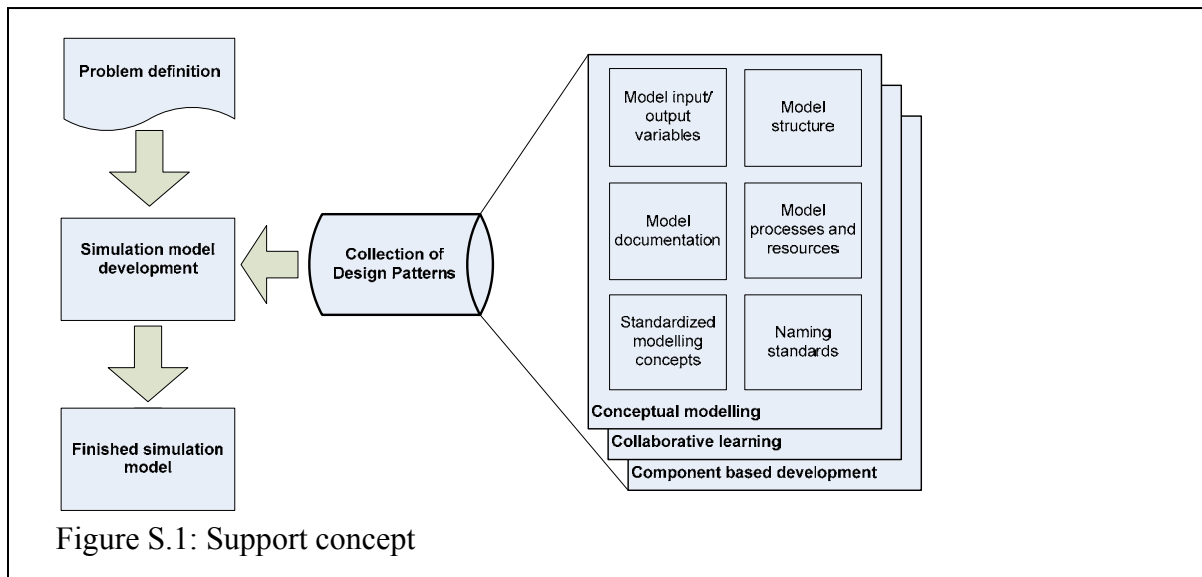 Problem definition
Simulation model
development
Finished simulation
model
Collection of
Design Patterns
Model input/
output
variables
Model
structure
Model
documentation
Model
processes and
resources
Standardized
modelling
concepts
Naming
standards
Conceptual modelling
Collaborative learning
Component based development
Figure S.1: Support concept